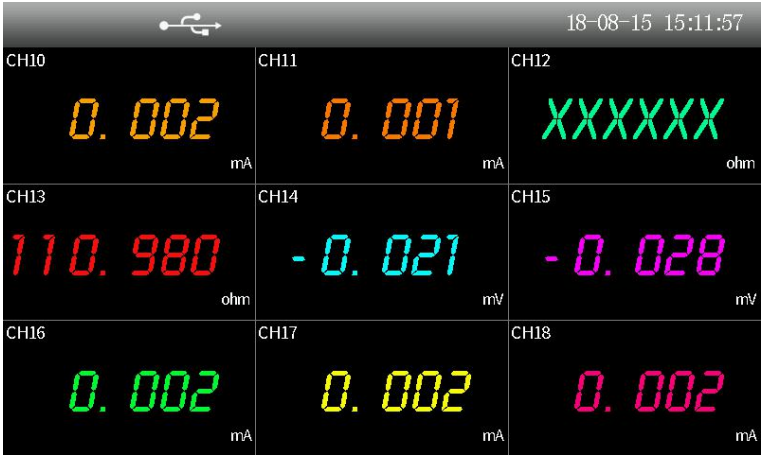 18-08-15 15:11:57
CH10 CH11 CH12
0.002 0.001 XXXXXX
mA mA ohm
CH13 CH14 CH15
110.980 -0.021 -0.028
ohm mV mV
CH16 CH17 CH18
0.002 0.002 0.002
mA mA mA